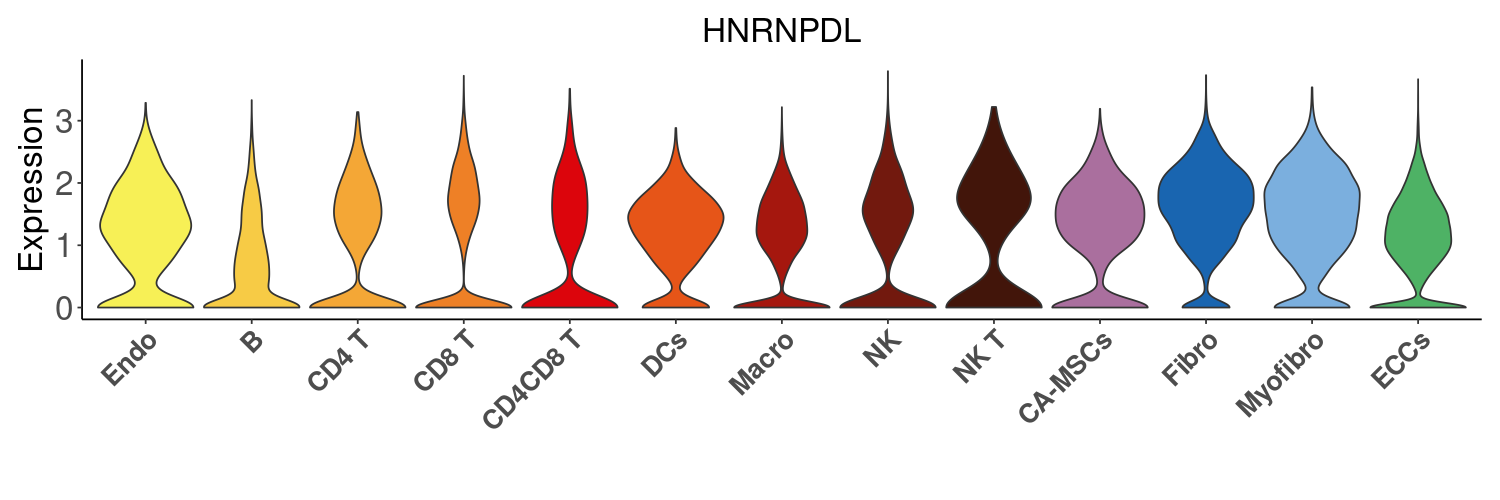 HNRNPDL
Expression
3
2
1
0
Endo
B
CD4 T
CD8 T
CD4CD8 T
DCs
Macro
NK
NK T
CA-MSCs
Fibro
Myofibro
ECCs